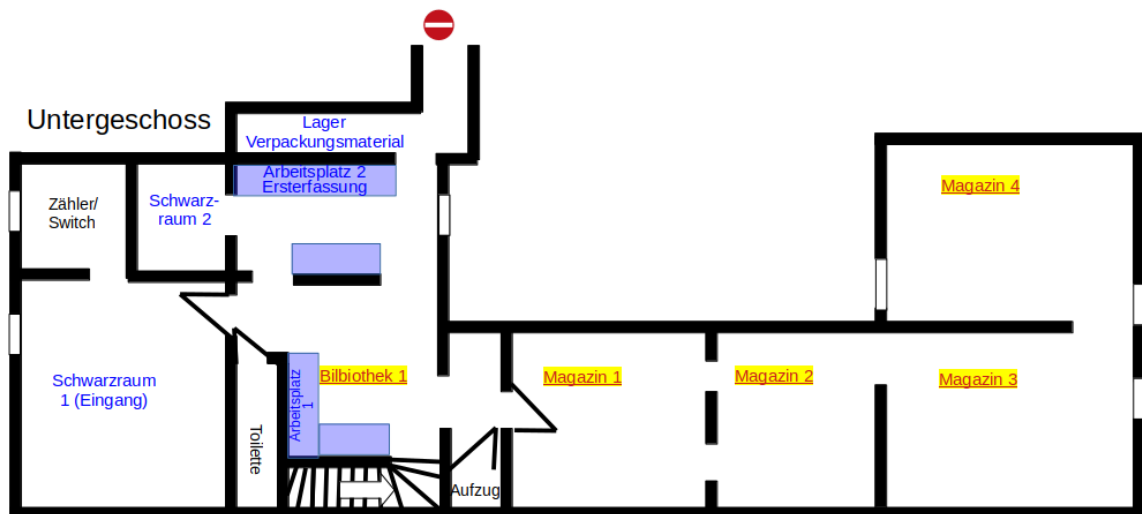 Untergeschoss
Lager
Verpackungsmaterial
Arbeitsplatz 2
Ersterfassung
Zähler/
Switch
Schwarz-
raum 2
Magazin 4
Schwarzraum
1 (Eingang)
Toilette
Arbeitsplatz
1
Bilbiothek 1
Magazin 1
Magazin 2
Magazin 3
Aufzug